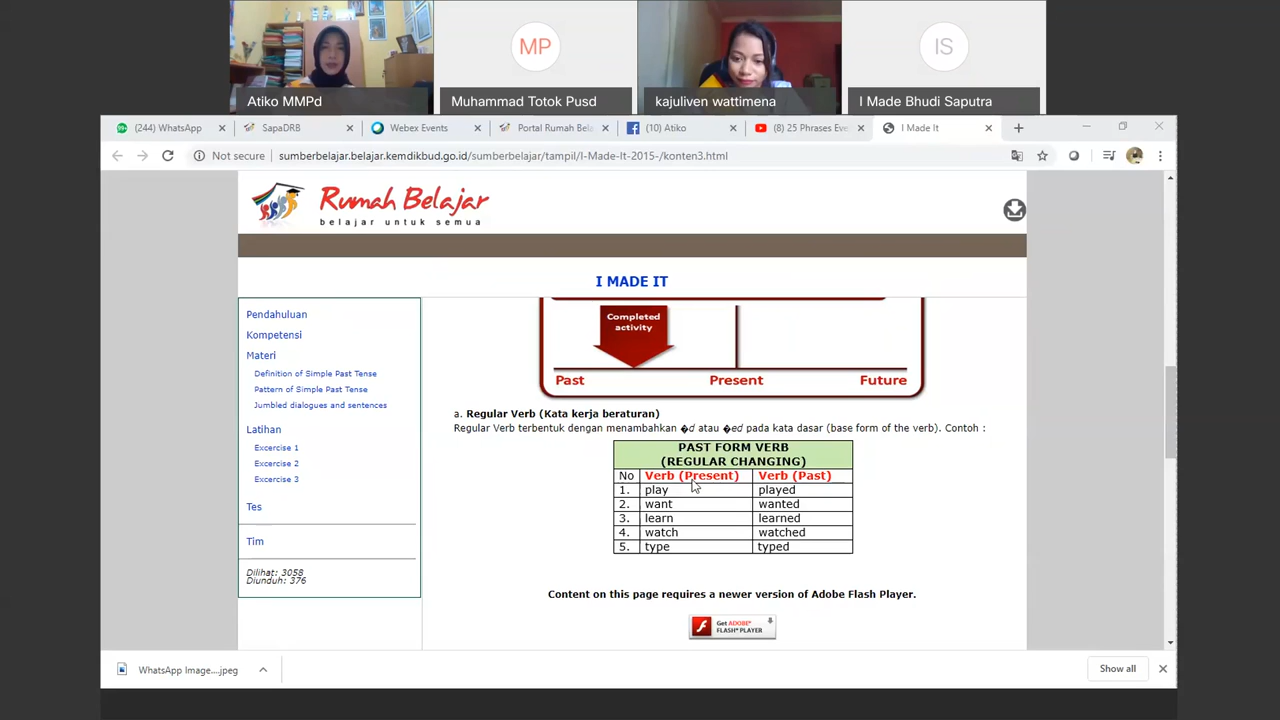 MP
IS
Atiko MMPd
Muhammad Totok Pusd
kajuliven wattimena
I Made Bhudi Saputra
(244) WhatsApp
SapaDRB
Webex Events
Portal Rumah Bela
(10) Atiko
(8) 25 Phrases Eve
I Made It
Not secure
sumberbelajar.belajar.kemdikbud.go.id/sumberbelajar/tampil/I-Made-It-2015-/konten3.html
Rumah Belajar
belajar untuk semua
I MADE IT
Pendahuluan
Kompetensi
Materi
Definition of Simple Past Tense
Pattern of Simple Past Tense
Jumbled dialogues and sentences
Latihan
Excercise 1
Excercise 2
Excercise 3
Tes
Tim
Dilihat: 3058
Diunduh: 376
Completed
activity
Past Present Future
a. Regular Verb (Kata kerja beraturan)
Regular Verb terbentuk dengan menambahkan �d atau �ed pada kata dasar (base form of the verb). Contoh :
PAST FORM VERB
(REGULAR CHANGING)
No Verb (Present) Verb (Past)
1. play played
2. want wanted
3. learn learned
4. watch watched
5. type typed
Content on this page requires a newer version of Adobe Flash Player.
Get ADOBE®
FLASH® PLAYER
WhatsApp Image....jpeg
Show all